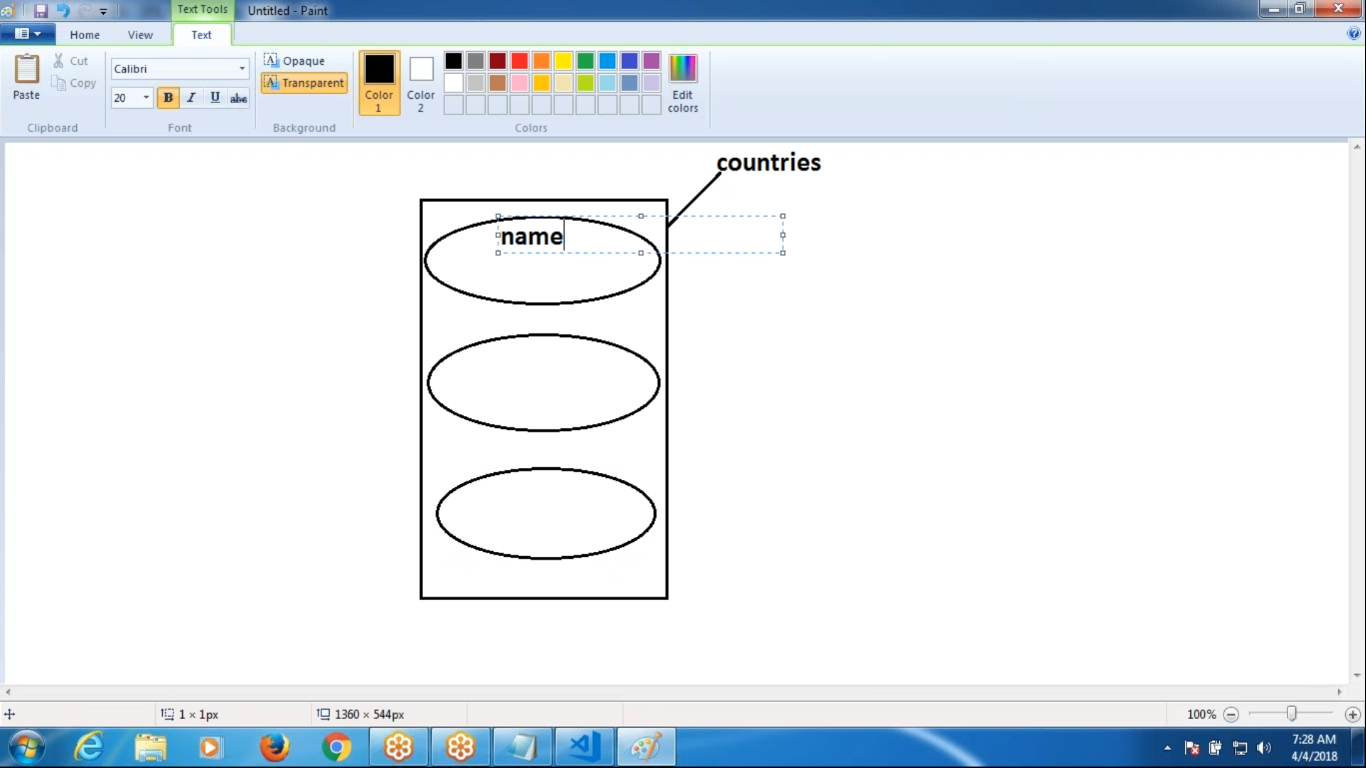 Text Tools
Untitled - Paint
Home View Text
Cut
Copy
Paste
Clipboard
Calibri
20
B I U abc
Font
Opaque
Transparent
Background
Color 1
Color 2
Edit colors
Colors
countries
name
1 × 1px
1360 × 544px
100%
7:28 AM
4/4/2018